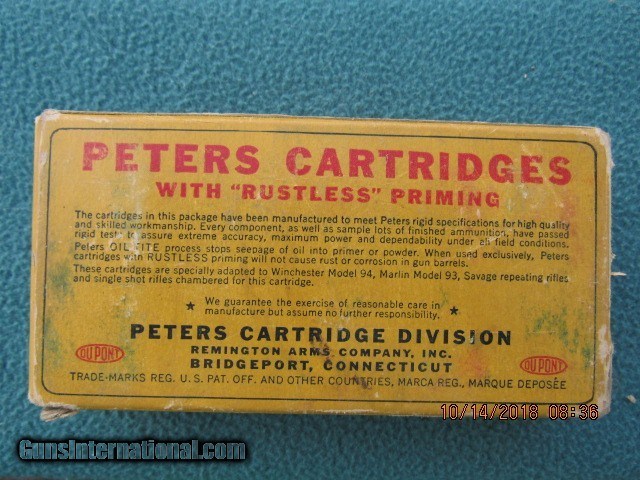 PETERS CARTRIDGES
WITH "RUSTLESS" PRIMING
The cartridges in this package have been manufactured to meet Peters rigid specifications for high quality
and skilled workmanship. Every component, as well as sample lots of finished ammunition, have passed
rigid tests to assure extreme accuracy, maximum power and dependability under all field conditions.
Peters OILTITE process stops seepage of oil into primer or powder. When used exclusively, Peters
cartridges with RUSTLESS priming will not cause rust or corrosion in gun barrels.
These cartridges are specially adapted to Winchester Model 94, Marlin Model 93, Savage repeating rifles
and single shot rifles chambered for this cartridge.
★ We guarantee the exercise of reasonable care in ★
manufacture but assume no further responsibility.
PETERS CARTRIDGE DIVISION
REMINGTON ARMS COMPANY, INC.
BRIDGEPORT, CONNECTICUT
DU PONT DU PONT
TRADE-MARKS REG. U.S. PAT. OFF. AND OTHER COUNTRIES, MARCA REG., MARQUE DEPOSÉE
10/14/2018 08:36
GunsInternational.com